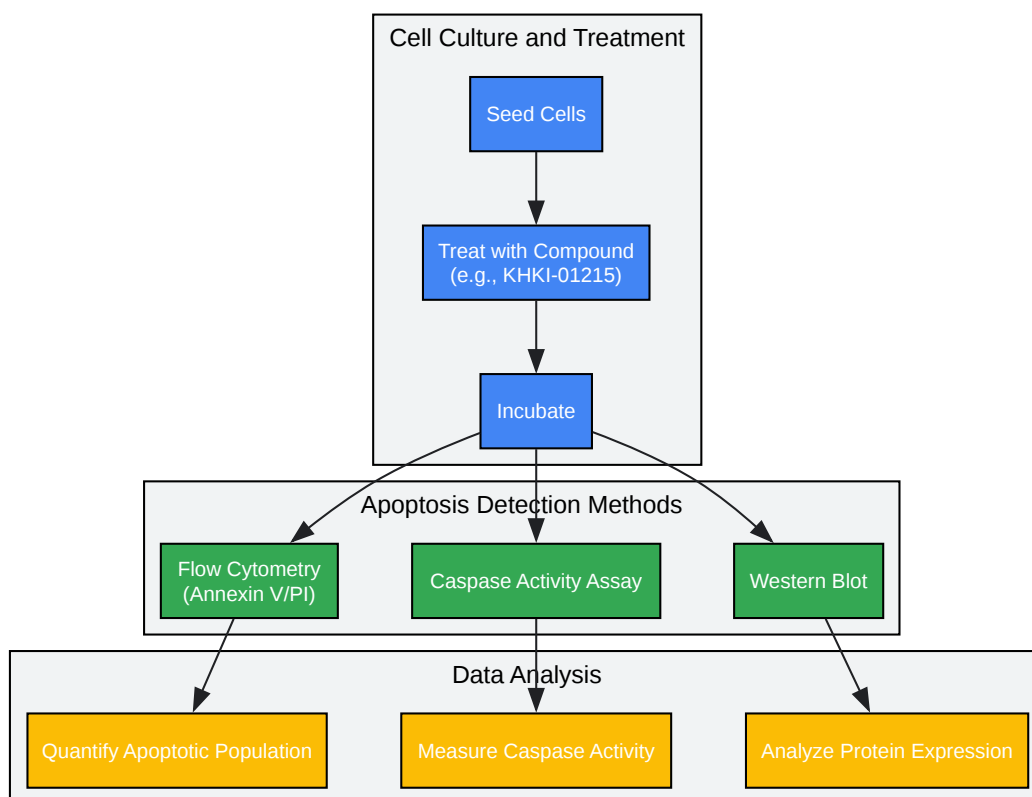 Cell Culture and Treatment
Seed Cells
Treat with Compound
(e.g., KHKI-01215)
Incubate
Apoptosis Detection Methods
Flow Cytometry
(Annexin V/PI)
Caspase Activity Assay
Western Blot
Data Analysis
Quantify Apoptotic Population
Measure Caspase Activity
Analyze Protein Expression